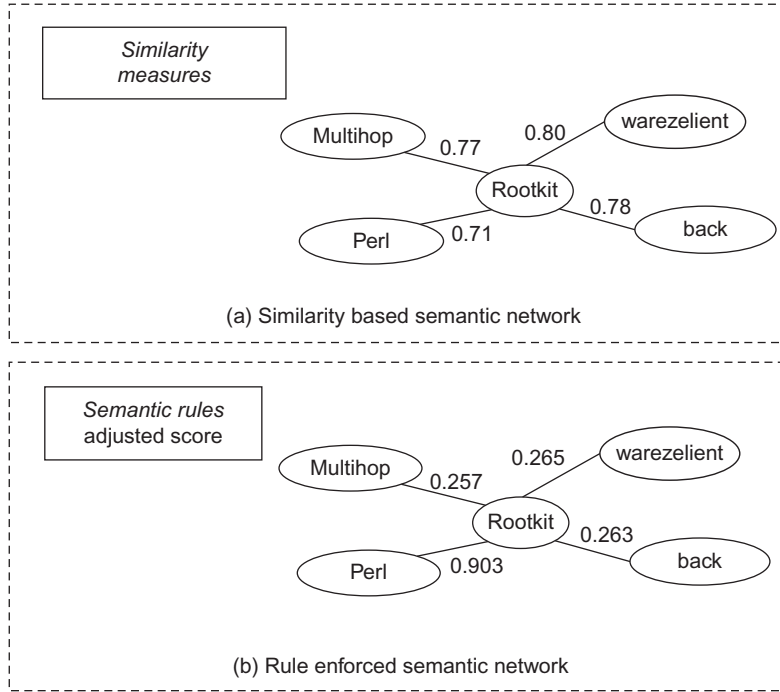 Similarity
measures
Multihop
0.77
0.80
warezelient
Rootkit
Perl
0.71
0.78
back
(a) Similarity based semantic network
Semantic rules
adjusted score
Multihop
0.257
0.265
warezelient
Rootkit
Perl
0.903
0.263
back
(b) Rule enforced semantic network